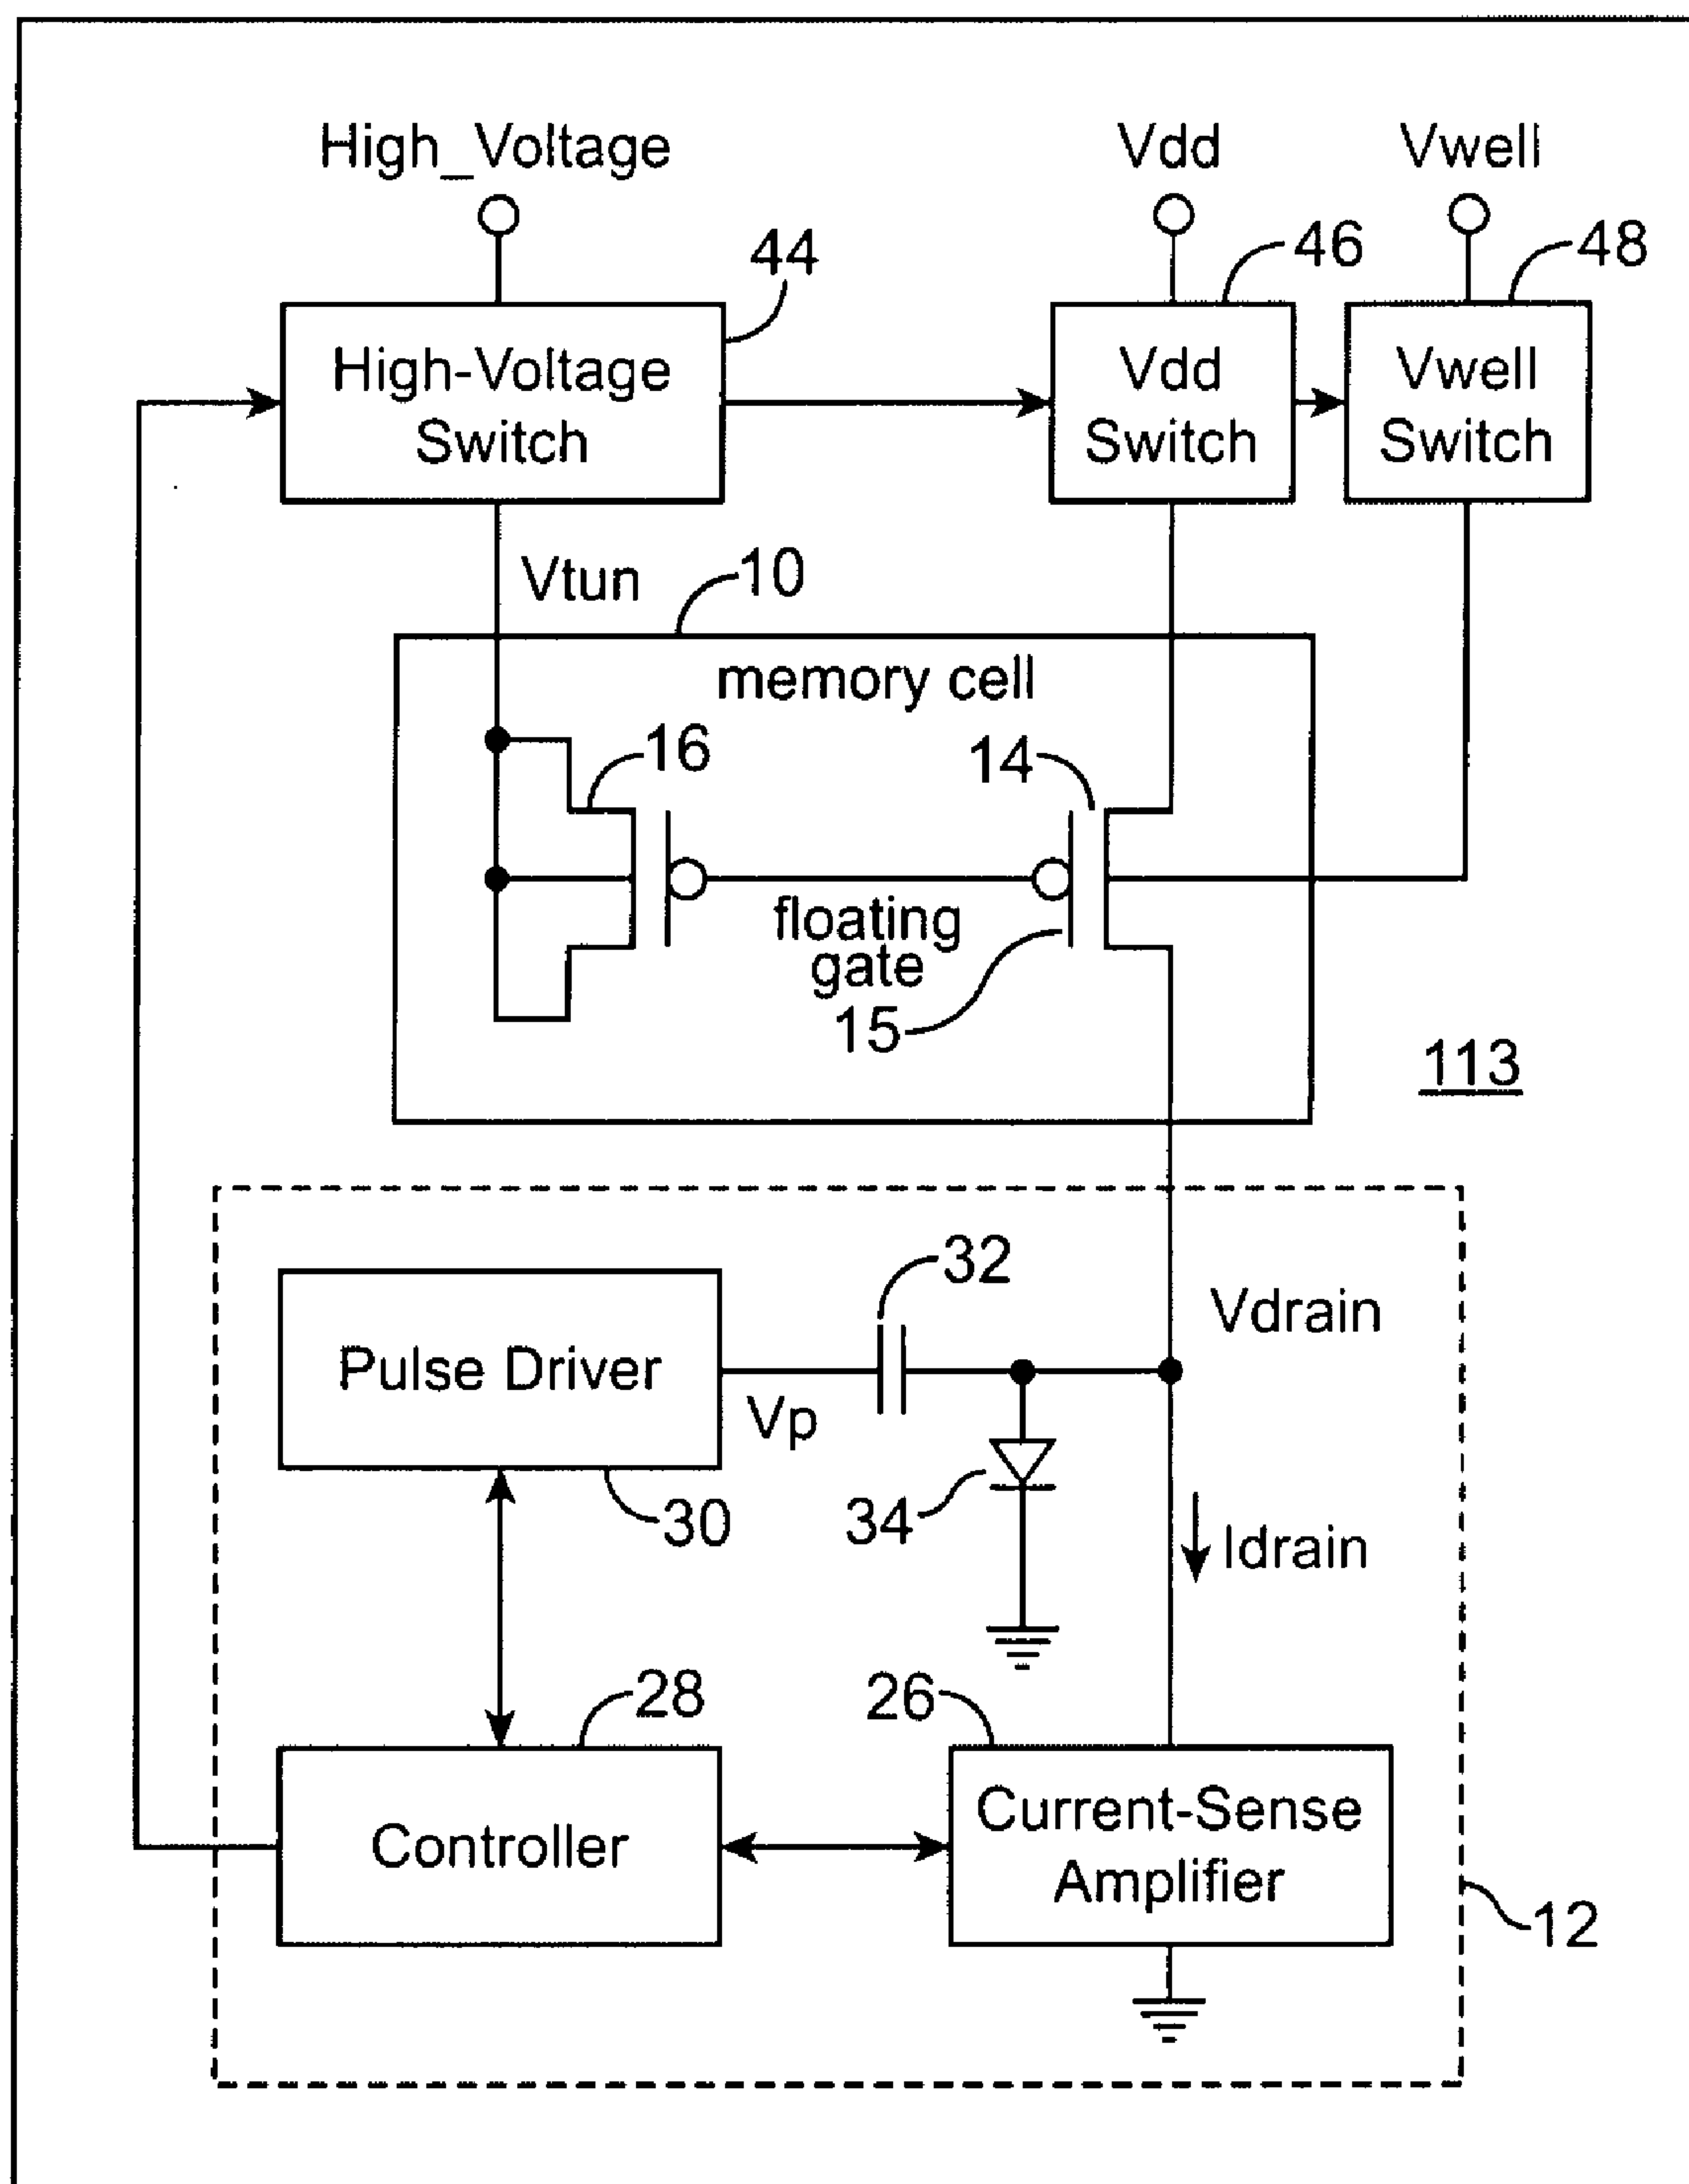 High_Voltage
Vdd
Vwell
44
46
48
High-Voltage
Switch
Vdd
Switch
Vwell
Switch
Vtun
10
memory cell
16
14
floating
gate
15
113
32
Vdrain
Pulse Driver
Vp
30
34
Idrain
28
26
Controller
Current-Sense
Amplifier
12